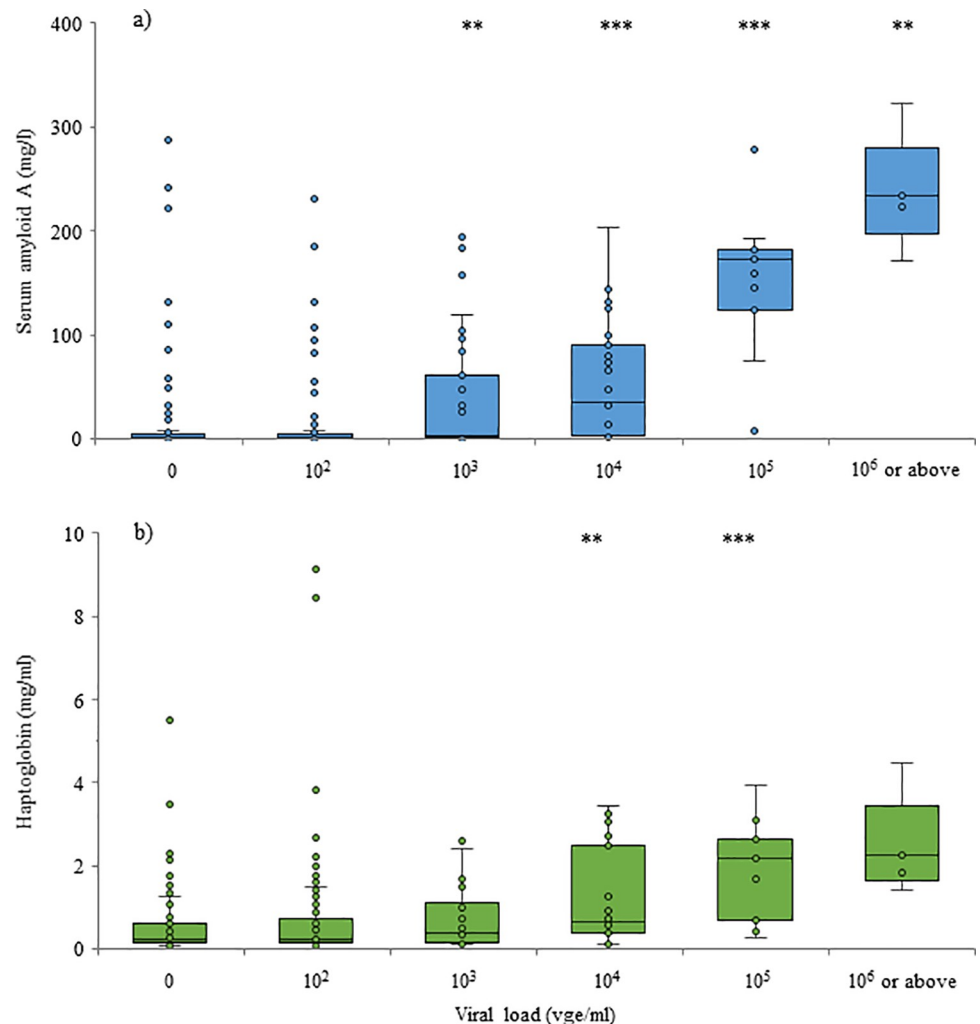 a)
** *** *** **
400
300
200
100
0
Serum amyloid A (mg/l)
0 10² 10³ 10⁴ 10⁵ 10⁶ or above
b)
** ***
10
8
6
4
2
0
Haptoglobin (mg/ml)
0 10² 10³ 10⁴ 10⁵ 10⁶ or above
Viral load (vge/ml)